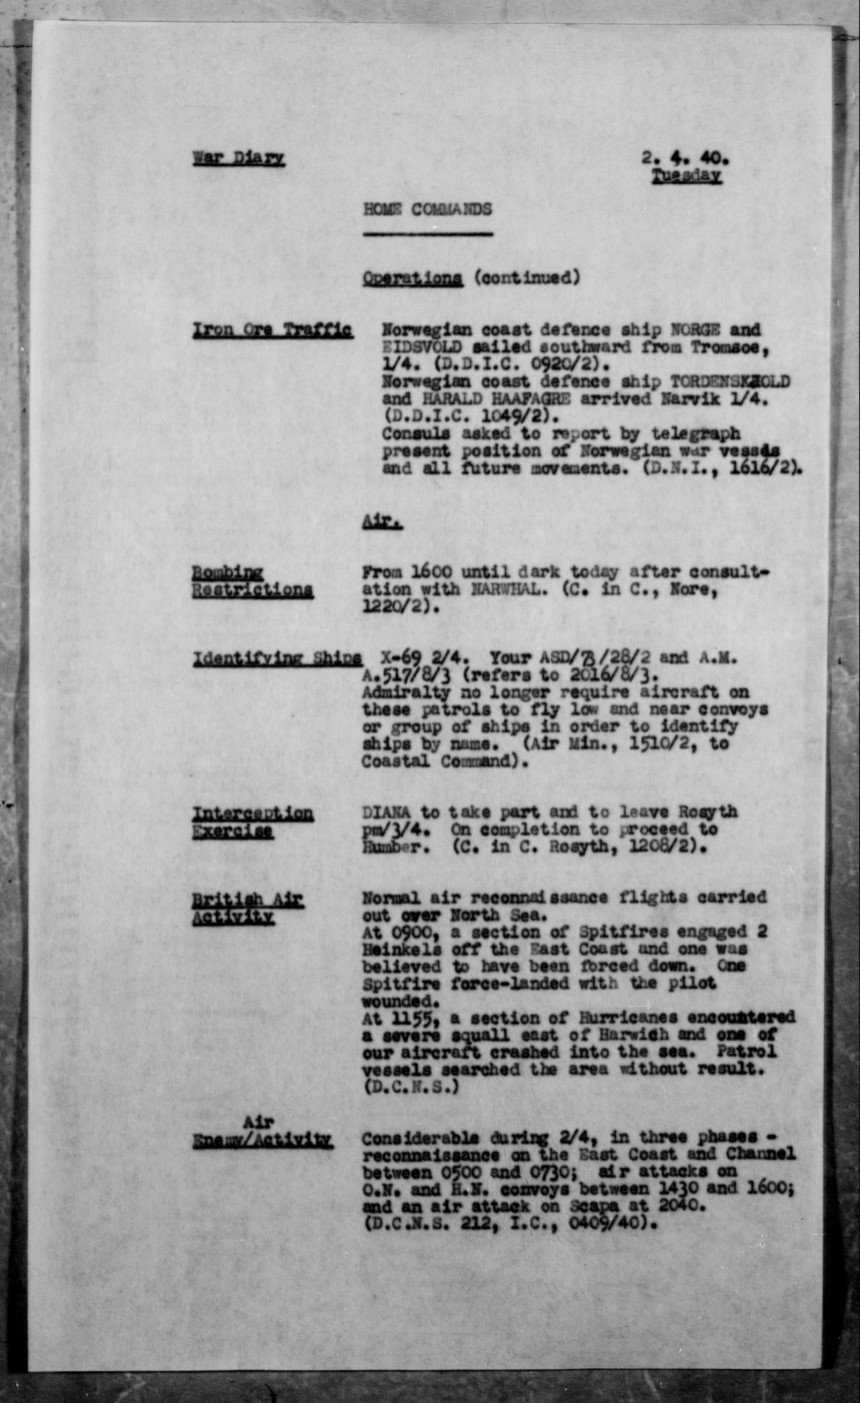 War Diary
2. 4. 40.
Tuesday
HOME COMMANDS
Operations (continued)
Iron Ore Traffic
Norwegian coast defence ship NORGE and
EIDSVOLD sailed southward from Tromsoe,
1/4. (D.D.I.C. 0920/2).
Norwegian coast defence ship TORDENSKJOLD
and HARALD HAAFAGRE arrived Narvik 1/4.
(D.D.I.C. 1049/2).
Consuls asked to report by telegraph
present position of Norwegian war vessels
and all future movements. (D.N.I., 1616/2).
Air.
Bombing
Restrictions
From 1600 until dark today after consult-
ation with NARWHAL. (C. in C., Nore,
1220/2).
Identifying Ships
X-69 2/4. Your ASD/ /28/2 and A.M.
A.517/8/3 (refers to 2016/8/3.
Admiralty no longer require aircraft on
these patrols to fly low and near convoys
or group of ships in order to identify
ships by name. (Air Min., 1510/2, to
Coastal Command).
Interception
Exercise
DIANA to take part and to leave Rosyth
pm/3/4. On completion to proceed to
Humber. (C. in C. Rosyth, 1208/2).
British Air
Activity
Normal air reconnaissance flights carried
out over North Sea.
At 0900, a section of Spitfires engaged 2
Heinkels off the East Coast and one was
believed to have been forced down. One
Spitfire force-landed with the pilot
wounded.
At 1155, a section of Hurricanes encountered
a severe squall east of Harwich and one of
our aircraft crashed into the sea. Patrol
vessels searched the area without result.
(D.C.N.S.)
Air
Enemy/Activity
Considerable during 2/4, in three phases -
reconnaissance on the East Coast and Channel
between 0500 and 0730; air attacks on
O.N. and H.N. convoys between 1430 and 1600;
and an air attack on Scapa at 2040.
(D.C.N.S. 212, I.C., 0409/40).